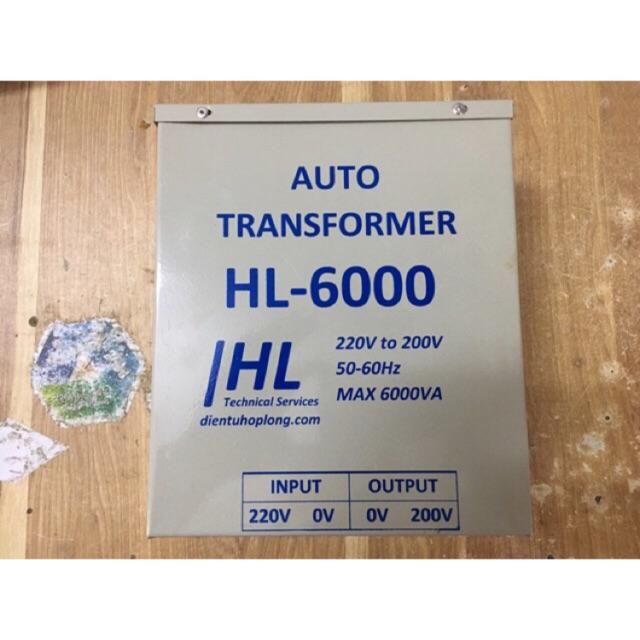 AUTO
TRANSFORMER
HL-6000
HL
Technical Services
dientuhoplong.com
220V to 200V
50-60Hz
MAX 6000VA
INPUT OUTPUT
220V 0V 0V 200V